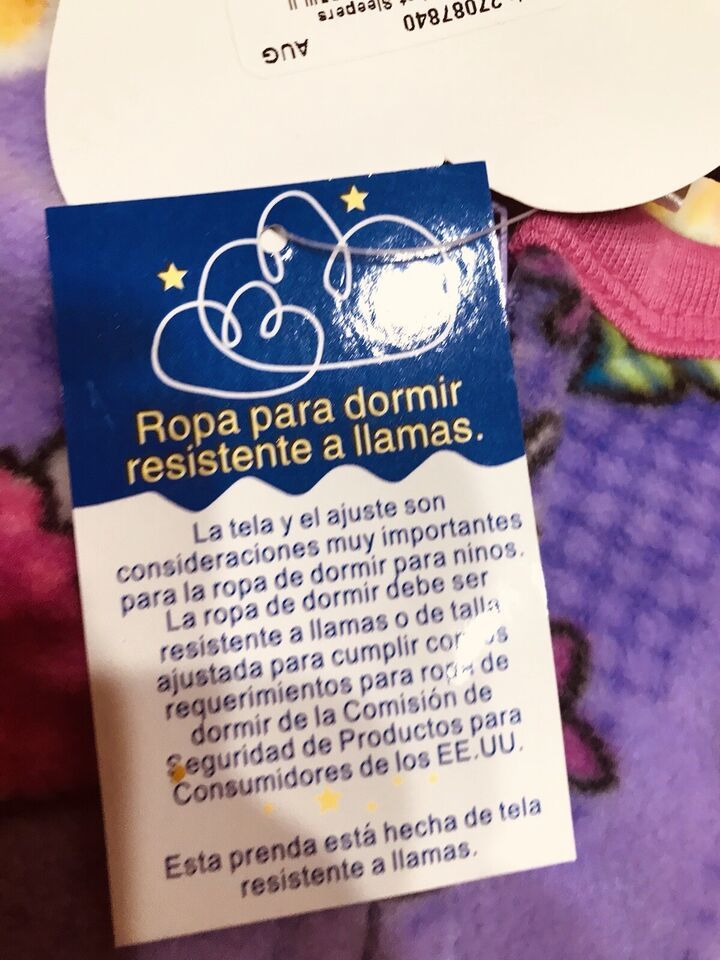 27087840
Sleepers
AUG
Ropa para dormir
resistente a llamas.
La tela y el ajuste son
consideraciones muy importantes
para la ropa de dormir para ninos.
La ropa de dormir debe ser
resistente a llamas o de talla
ajustada para cumplir con los
requerimientos para ropa de
dormir de la Comisión de
Seguridad de Productos para
Consumidores de los EE.UU.
Esta prenda está hecha de tela
resistente a llamas.